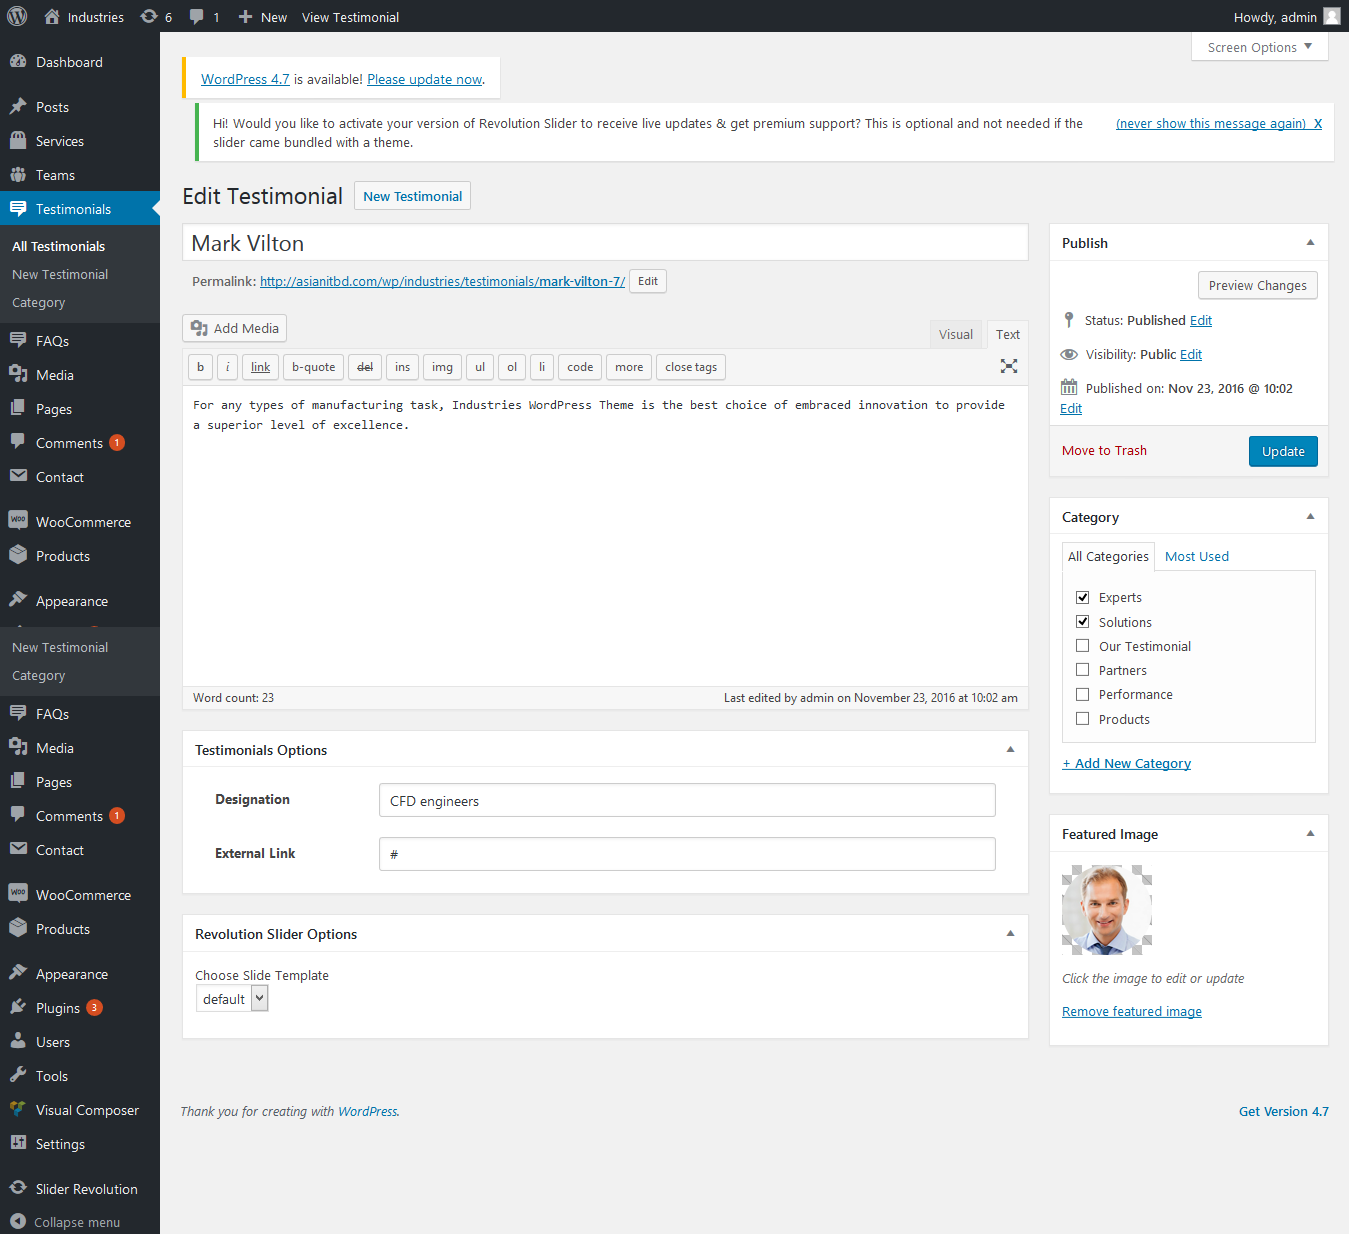 Industries 6 1 New View Testimonial Howdy, admin
Screen Options
Dashboard
Posts
Services
Teams
Testimonials
All Testimonials
New Testimonial
Category
FAQs
Media
Pages
Comments 1
Contact
WOO WooCommerce
Products
Appearance
New Testimonial
Category
FAQs
Media
Pages
Comments 1
Contact
WOO WooCommerce
Products
Appearance
Plugins 3
Users
Tools
Visual Composer
Settings
Slider Revolution
Collapse menu
WordPress 4.7 is available! Please update now.
Hi! Would you like to activate your version of Revolution Slider to receive live updates & get premium support? This is optional and not needed if the
slider came bundled with a theme.
(never show this message again) X
Edit Testimonial New Testimonial
Mark Vilton
Permalink: http://asianitbd.com/wp/industries/testimonials/mark-vilton-7/ Edit
Add Media
Visual Text
b i link b-quote del ins img ul ol li code more close tags
For any types of manufacturing task, Industries WordPress Theme is the best choice of embraced innovation to provide
a superior level of excellence.
Word count: 23 Last edited by admin on November 23, 2016 at 10:02 am
Testimonials Options
Designation CFD engineers
External Link #
Revolution Slider Options
Choose Slide Template
default
Publish
Preview Changes
Status: Published Edit
Visibility: Public Edit
Published on: Nov 23, 2016 @ 10:02
Edit
Move to Trash Update
Category
All Categories Most Used
Experts
Solutions
Our Testimonial
Partners
Performance
Products
+ Add New Category
Featured Image
Click the image to edit or update
Remove featured image
Thank you for creating with WordPress. Get Version 4.7